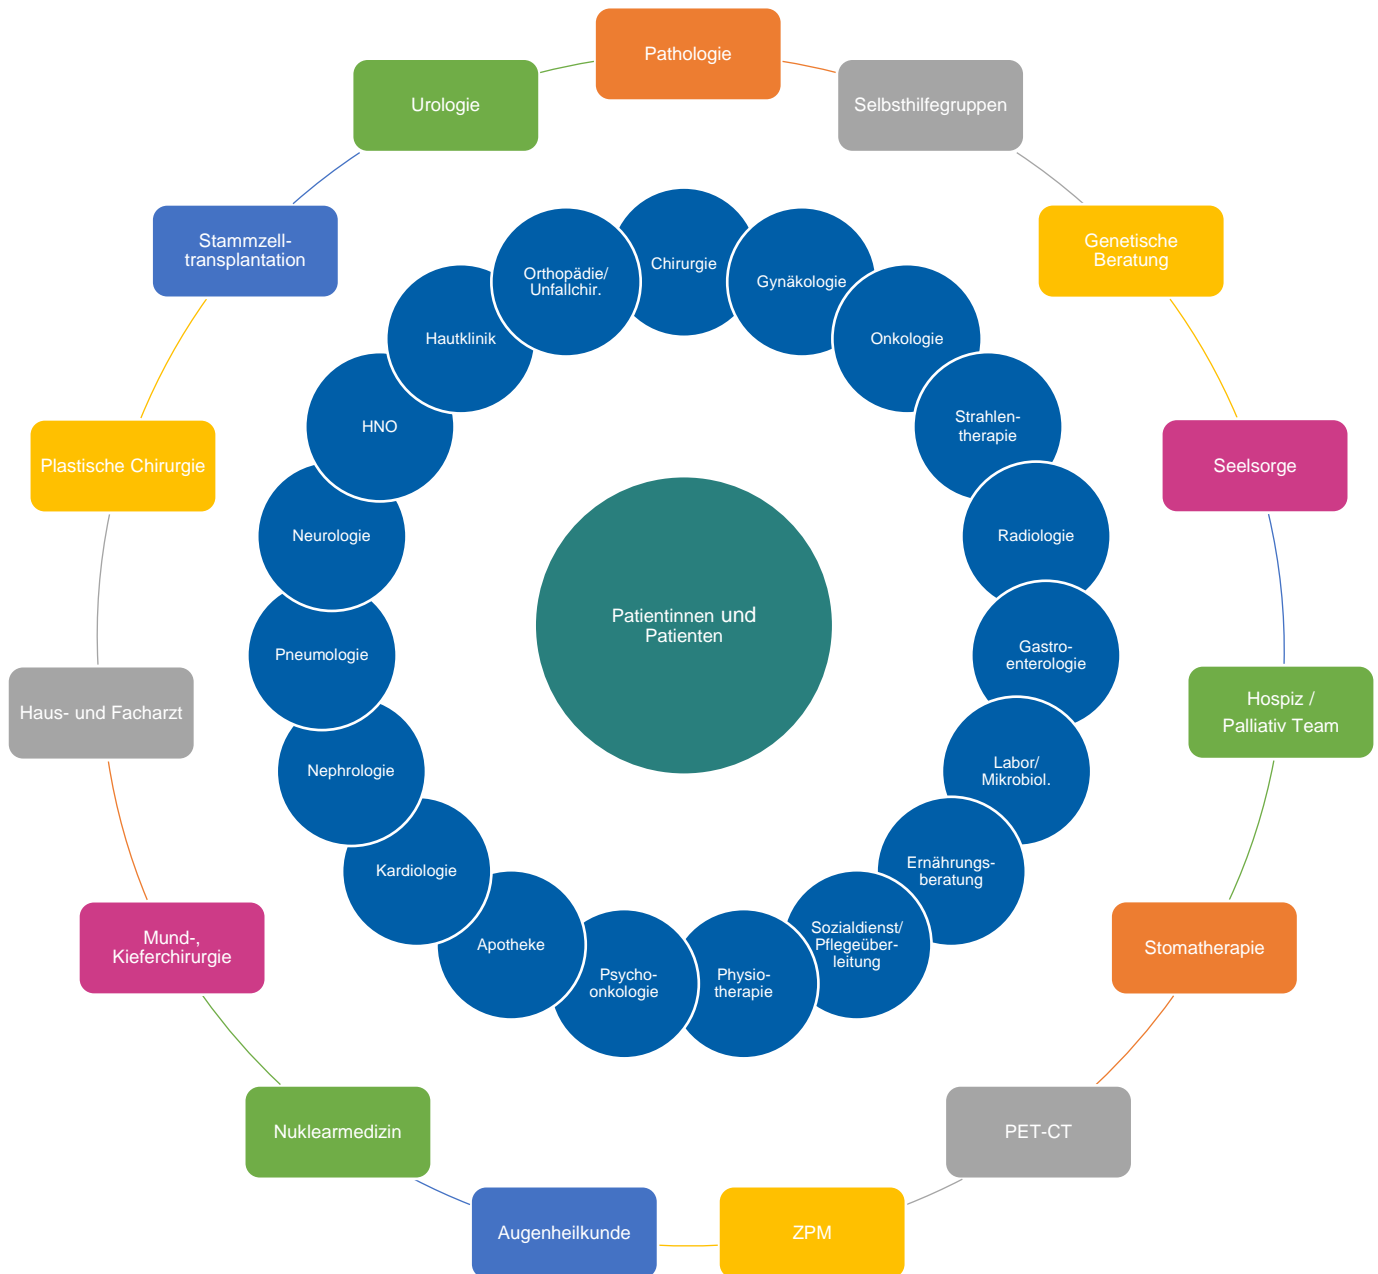 Pathologie
Selbsthilfegruppen
Genetische
Beratung
Seelsorge
Hospiz /
Palliativ Team
Stomatherapie
PET-CT
ZPM
Augenheilkunde
Nuklearmedizin
Mund-,
Kieferchirurgie
Haus- und Facharzt
Plastische Chirurgie
Stammzell-
transplantation
Urologie
Chirurgie
Gynäkologie
Onkologie
Strahlen-
therapie
Radiologie
Gastro-
enterologie
Labor/
Mikrobiol.
Ernährungs-
beratung
Sozialdienst/
Pflegeüber-
leitung
Physio-
therapie
Psycho-
onkologie
Apotheke
Kardiologie
Nephrologie
Pneumologie
Neurologie
HNO
Hautklinik
Orthopädie/
Unfallchir.
Patientinnen und
Patienten